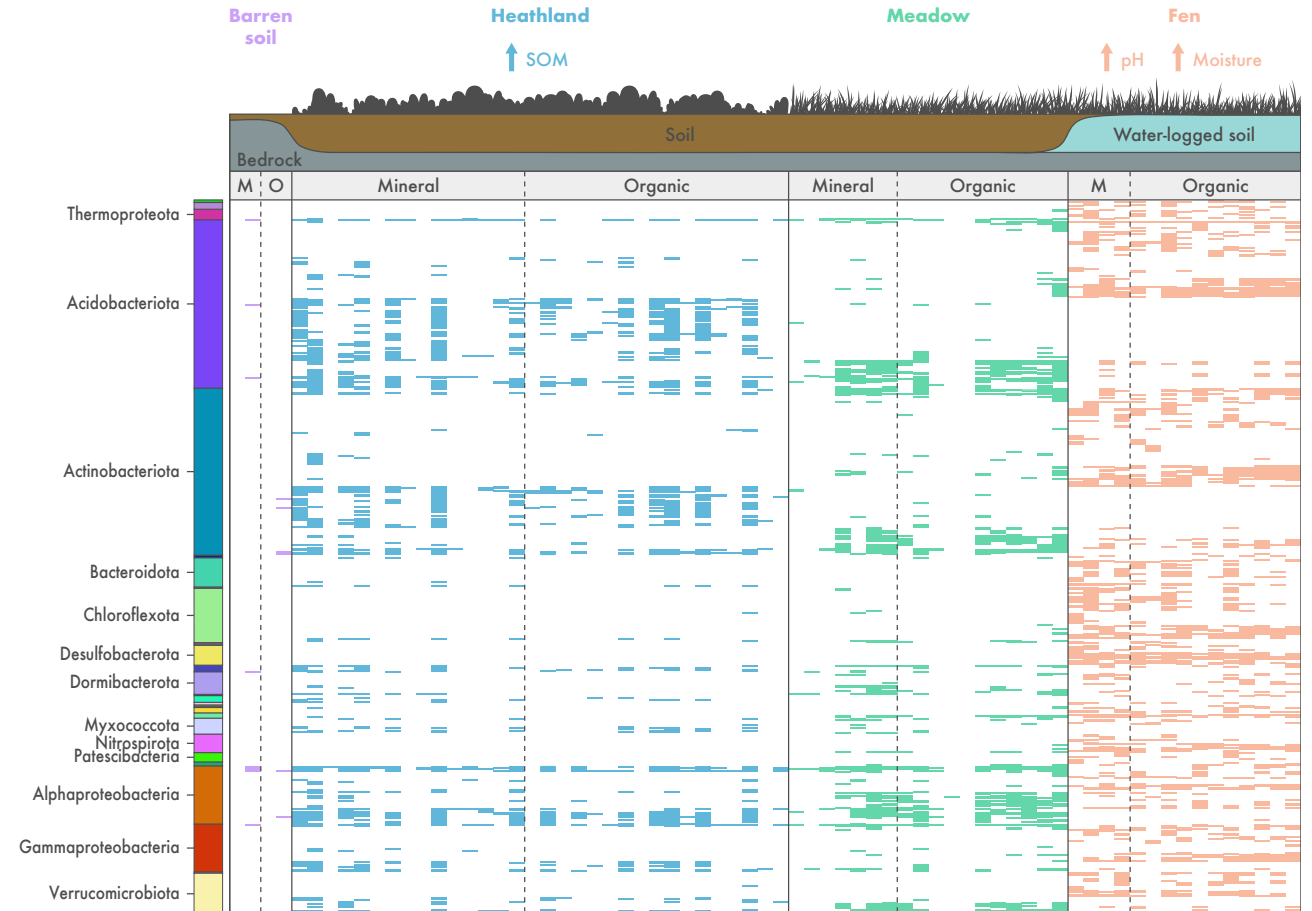 Barren
soil
Heathland
Meadow
Fen
SOM
pH
Moisture
Soil
Water-logged soil
Bedrock
M
O
Mineral
Organic
Mineral
Organic
M
Organic
Thermoproteota
Acidobacteriota
Actinobacteriota
Bacteroidota
Chloroflexota
Desulfobacterota
Dormibacterota
Myxococcota
Nitrospirota
Patescibacteria
Alphaproteobacteria
Gammaproteobacteria
Verrucomicrobiota